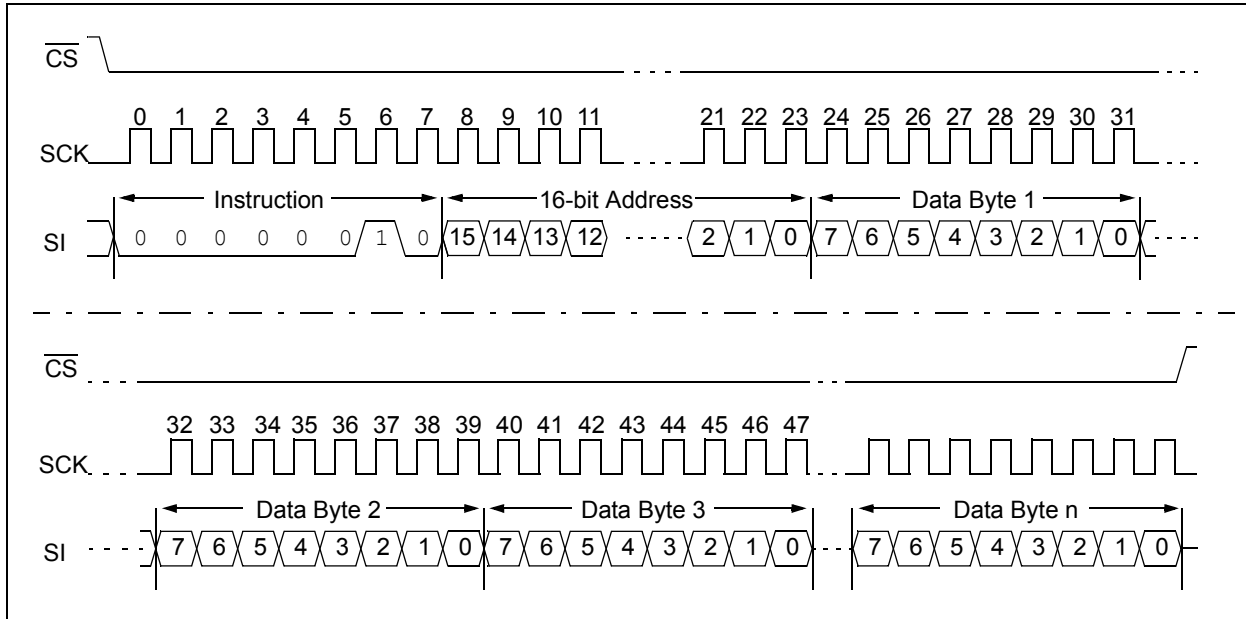 CS
0 1 2 3 4 5 6 7 8 9 10 11 21 22 23 24 25 26 27 28 29 30 31
SCK
Instruction 16-bit Address Data Byte 1
SI 0 0 0 0 0 0 1 0 15 14 13 12 2 1 0 7 6 5 4 3 2 1 0
CS
32 33 34 35 36 37 38 39 40 41 42 43 44 45 46 47
SCK
Data Byte 2 Data Byte 3 Data Byte n
SI 7 6 5 4 3 2 1 0 7 6 5 4 3 2 1 0 7 6 5 4 3 2 1 0